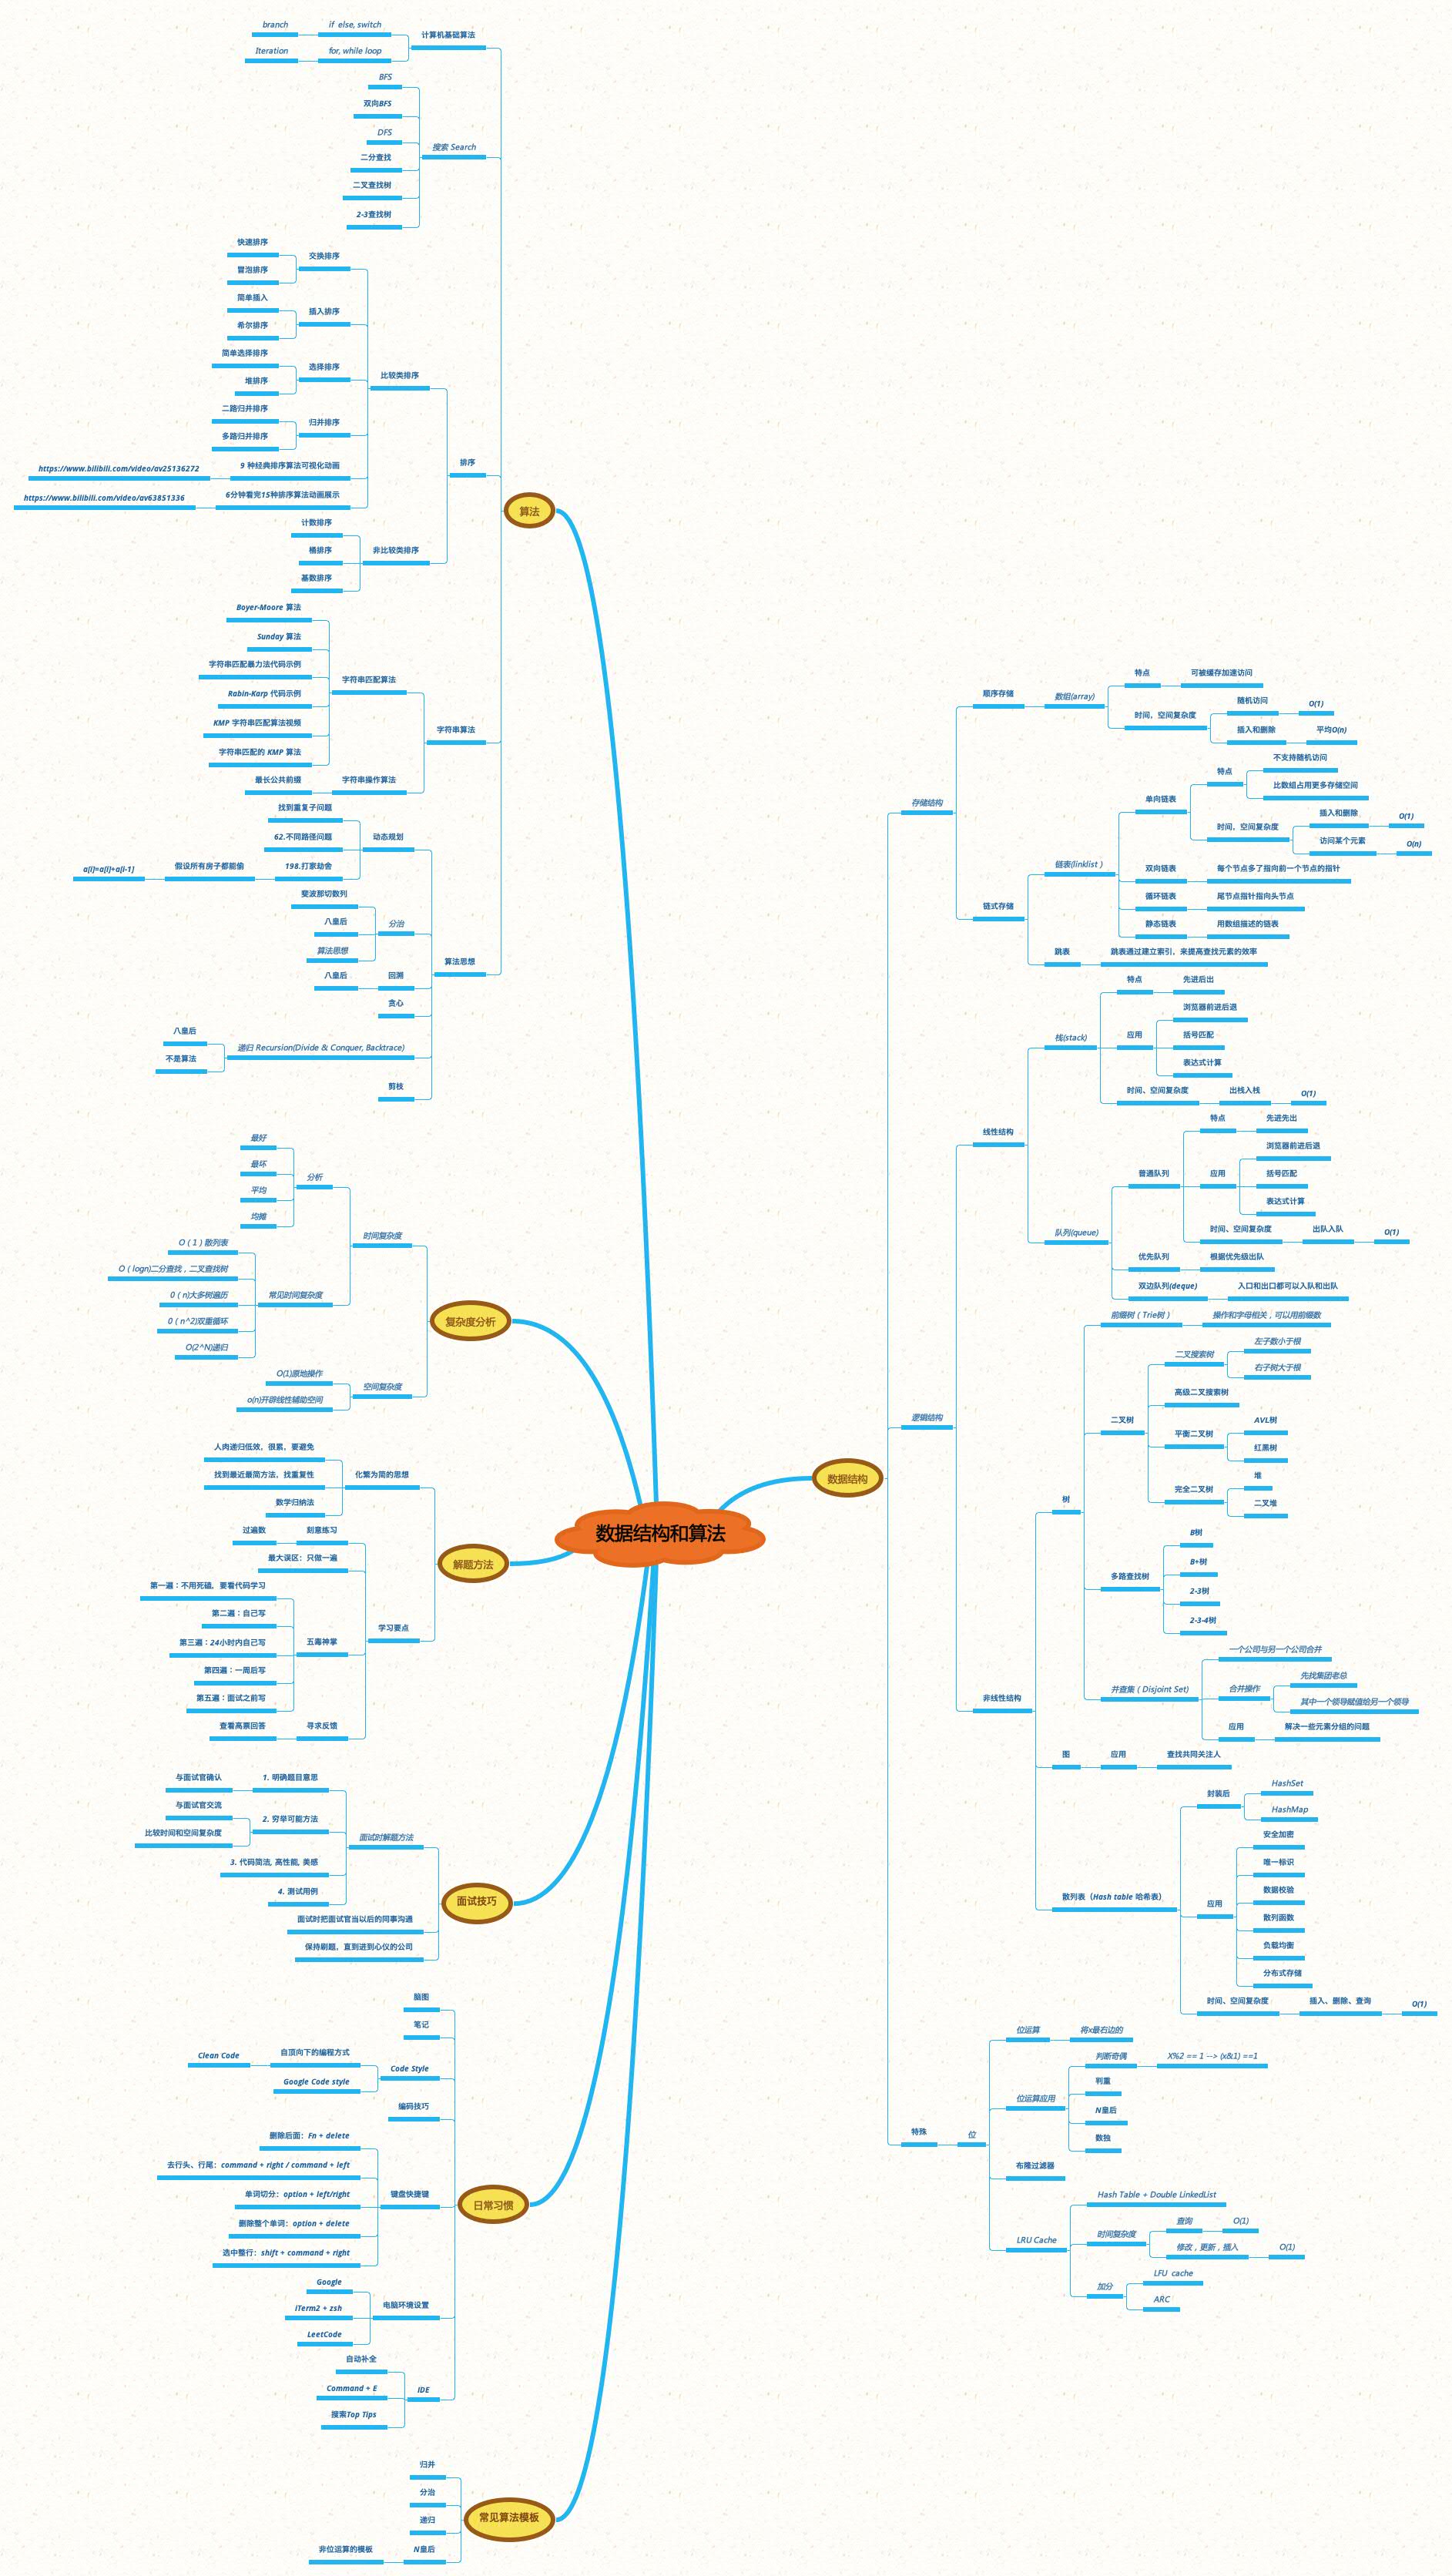 数据结构和算法
算法
计算机基础算法
if else, switch
branch
for, while loop
Iteration
搜索 Search
BFS
双向BFS
DFS
二分查找
二叉查找树
2-3查找树
排序
比较类排序
交换排序
快速排序
冒泡排序
插入排序
简单插入
希尔排序
选择排序
简单选择排序
堆排序
归并排序
二路归并排序
多路归并排序
9 种经典排序算法可视化动画
https://www.bilibili.com/video/av25136272
6分钟看完15种排序算法动画展示
https://www.bilibili.com/video/av63851336
非比较类排序
计数排序
桶排序
基数排序
字符串算法
字符串匹配算法
Boyer-Moore 算法
Sunday 算法
字符串匹配暴力法代码示例
Rabin-Karp 代码示例
KMP 字符串匹配算法视频
字符串匹配的 KMP 算法
字符串操作算法
最长公共前缀
算法思想
动态规划
找到重复子问题
62.不同路径问题
198.打家劫舍
假设所有房子都能偷
a[i]=a[i]+a[i-1]
分治
斐波那切数列
八皇后
算法思想
回溯
八皇后
贪心
递归 Recursion(Divide & Conquer, Backtrace)
八皇后
不是算法
剪枝
复杂度分析
时间复杂度
分析
最好
最坏
平均
均摊
常见时间复杂度
O（1）散列表
O（logn)二分查找，二叉查找树
0（n)大多树遍历
0（n^2)双重循环
O(2^N)递归
空间复杂度
O(1)原地操作
o(n)开辟线性辅助空间
解题方法
化繁为简的思想
人肉递归低效，很累，要避免
找到最近最简方法，找重复性
数学归纳法
学习要点
刻意练习
过遍数
最大误区：只做一遍
五毒神掌
第一遍：不用死磕，要看代码学习
第二遍：自己写
第三遍：24小时内自己写
第四遍：一周后写
第五遍：面试之前写
寻求反馈
查看高票回答
面试技巧
面试时解题方法
1. 明确题目意思
与面试官确认
2. 穷举可能方法
与面试官交流
比较时间和空间复杂度
3. 代码简洁, 高性能, 美感
4. 测试用例
面试时把面试官当以后的同事沟通
保持刷题，直到进到心仪的公司
日常习惯
脑图
笔记
Code Style
自顶向下的编程方式
Clean Code
Google Code style
编码技巧
键盘快捷键
删除后面：Fn + delete
去行头、行尾：command + right / command + left
单词切分：option + left/right
删除整个单词：option + delete
选中整行：shift + command + right
电脑环境设置
Google
iTerm2 + zsh
LeetCode
IDE
自动补全
Command + E
搜索Top Tips
常见算法模板
归并
分治
递归
N皇后
非位运算的模板
数据结构
存储结构
顺序存储
数组(array)
特点
可被缓存加速访问
时间，空间复杂度
随机访问
O(1)
插入和删除
平均O(n)
链式存储
链表(linklist )
单向链表
特点
不支持随机访问
比数组占用更多存储空间
时间，空间复杂度
插入和删除
O(1)
访问某个元素
O(n)
双向链表
每个节点多了指向前一个节点的指针
循环链表
尾节点指针指向头节点
静态链表
用数组描述的链表
跳表
跳表通过建立索引、来提高查找元素的效率
逻辑结构
线性结构
栈(stack)
特点
先进后出
应用
浏览器前进后退
括号匹配
表达式计算
时间、空间复杂度
出栈入栈
O(1)
队列(queue)
普通队列
特点
先进先出
应用
浏览器前进后退
括号匹配
表达式计算
时间、空间复杂度
出队入队
O(1)
优先队列
根据优先级出队
双边队列(deque)
入口和出口都可以入队和出队
非线性结构
树
前缀树（Trie树）
操作和字母相关，可以用前缀数
二叉树
二叉搜索树
左子数小于根
右子树大于根
高级二叉搜索树
平衡二叉树
AVL树
红黑树
完全二叉树
堆
二叉堆
多路查找树
B树
B+树
2-3树
2-3-4树
并查集（Disjoint Set)
一个公司与另一个公司合并
合并操作
先找集团老总
其中一个领导赋值给另一个领导
应用
解决一些元素分组的问题
图
应用
查找共同关注人
散列表（Hash table 哈希表）
封装后
HashSet
HashMap
应用
安全加密
唯一标识
数据校验
散列函数
负载均衡
分布式存储
时间、空间复杂度
插入、删除、查询
O(1)
特殊
位
位运算
将x最右边的
位运算应用
判断奇偶
X%2 == 1 --> (x&1) ==1
判重
N皇后
数独
布隆过滤器
LRU Cache
Hash Table + Double LinkedList
时间复杂度
查询
O(1)
修改，更新，插入
O(1)
加分
LFU cache
ARC